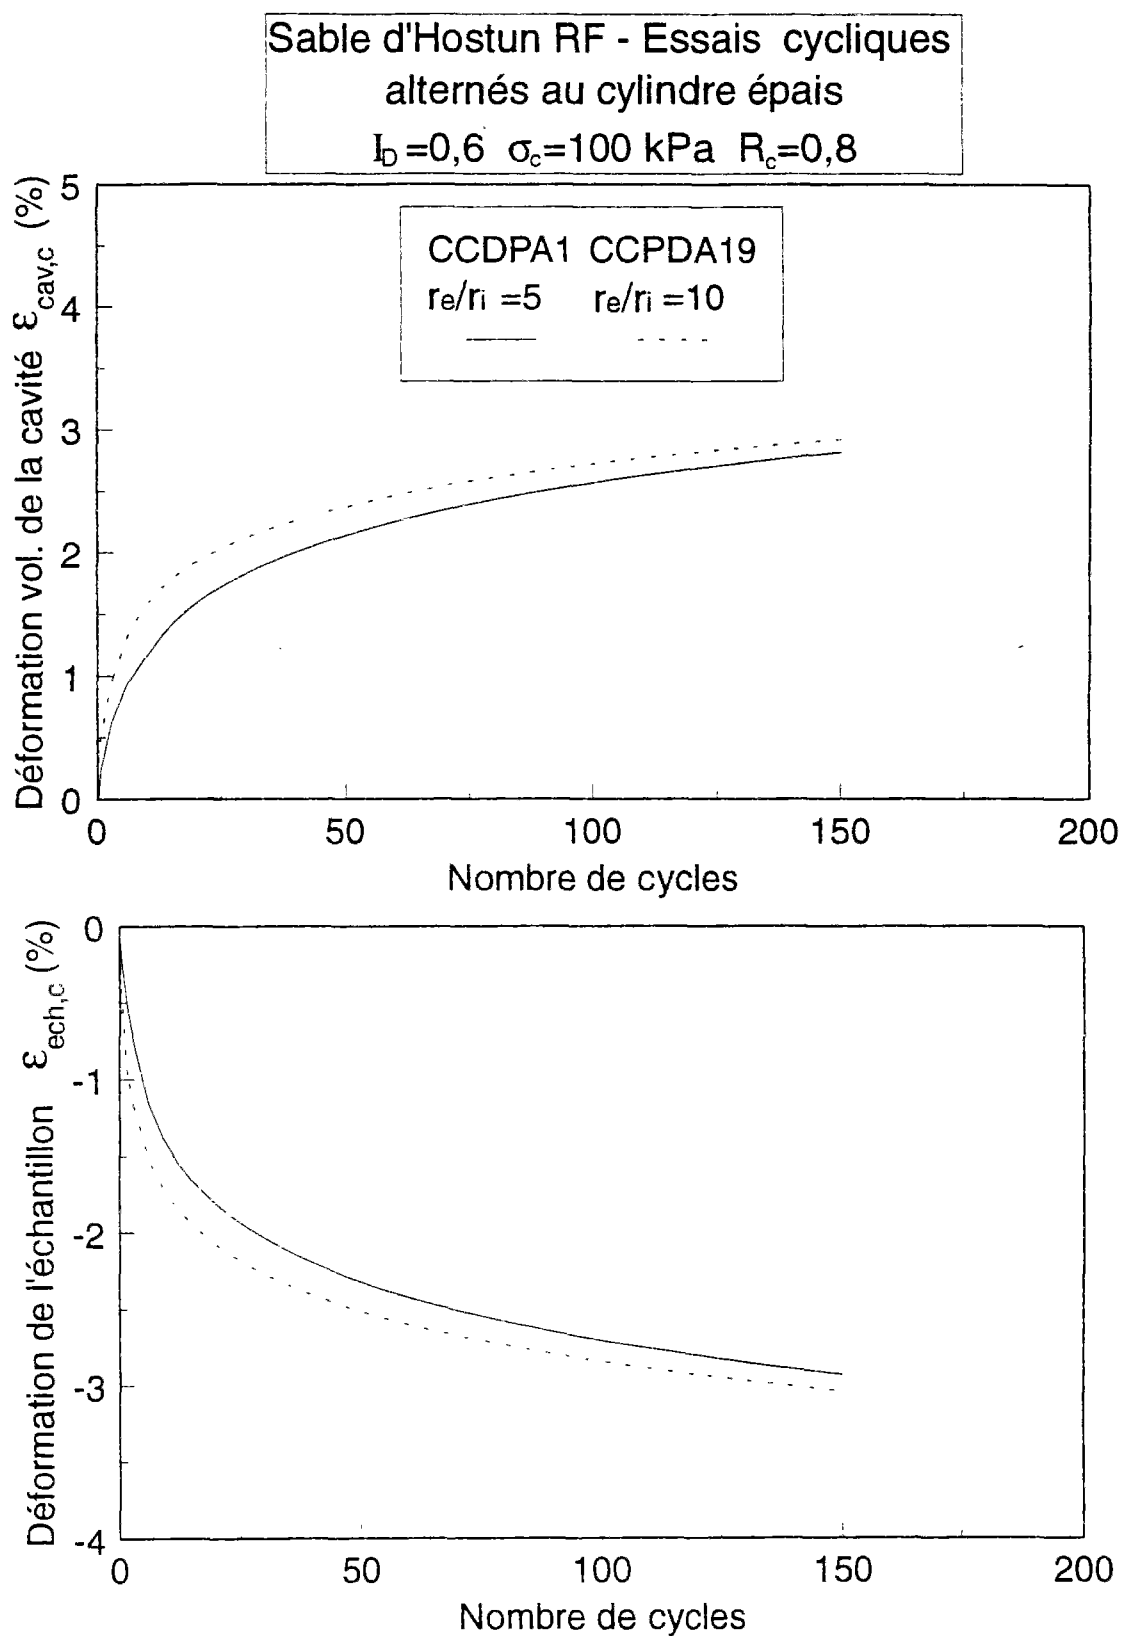 Sable d'Hostun RF - Essais cycliques
alternés au cylindre épais
I_D =0,6 σ_c=100 kPa R_c=0,8
Déformation vol. de la cavité ε_cav,c (%)
5
4
3
2
1
0
CCDPA1 CCPDA19
re/ri =5 re/ri =10
0 50 100 150 200
Nombre de cycles
Déformation de l'échantillon ε_ech,c (%)
0
-1
-2
-3
-4
0 50 100 150 200
Nombre de cycles